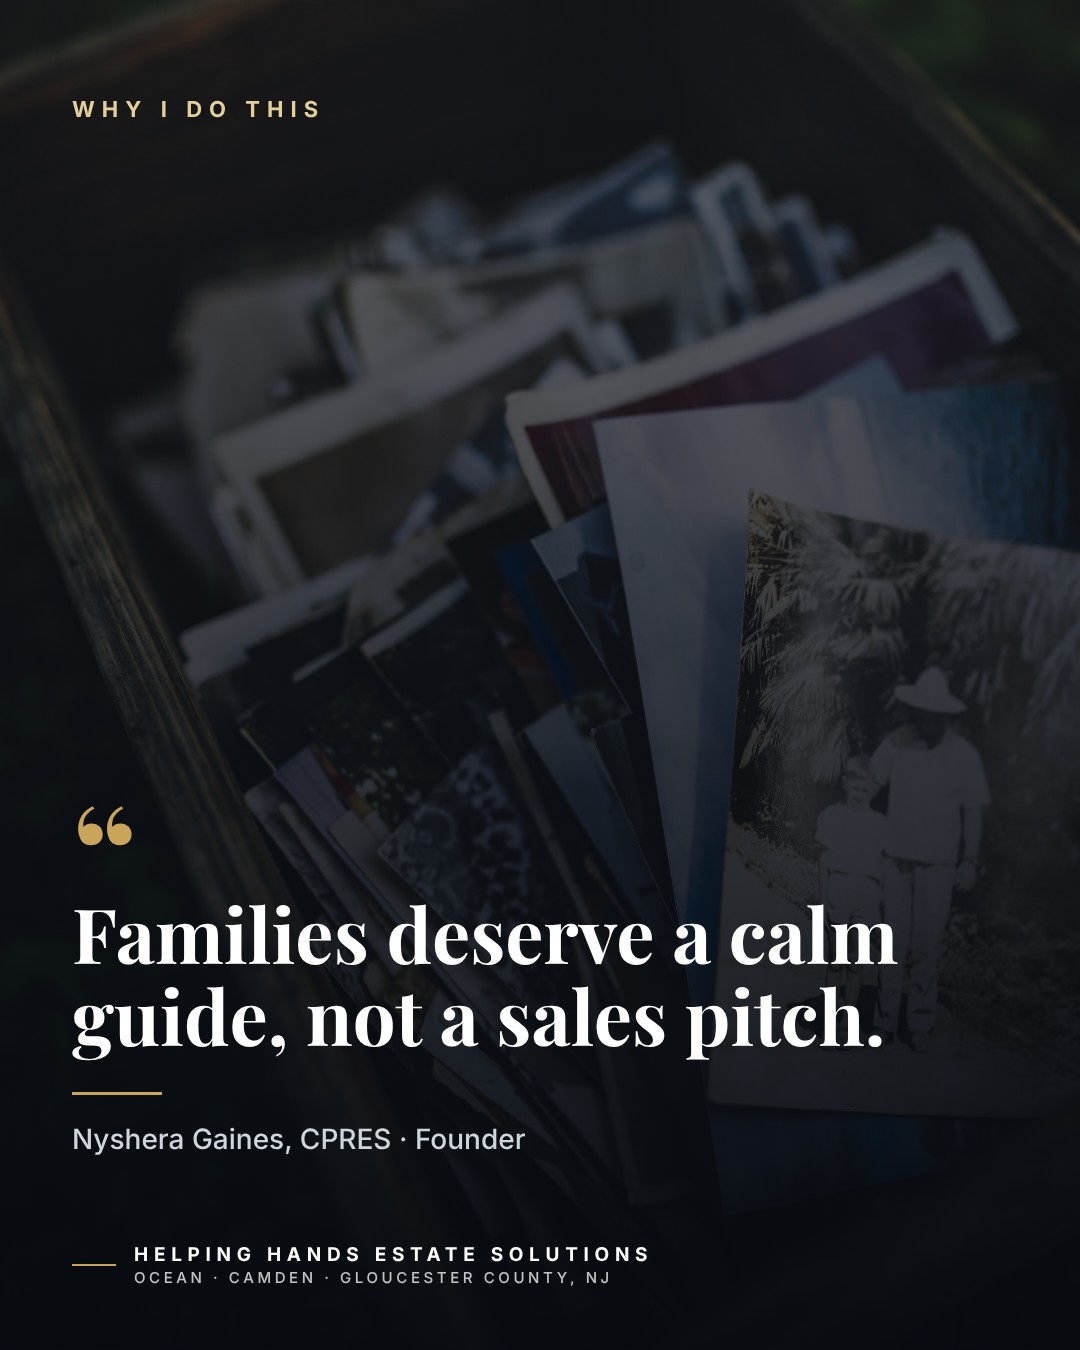 WHY I DO THIS
“
Families deserve a calm
guide, not a sales pitch.
Nyshera Gaines, CPRES · Founder
HELPING HANDS ESTATE SOLUTIONS
OCEAN · CAMDEN · GLOUCESTER COUNTY, NJ